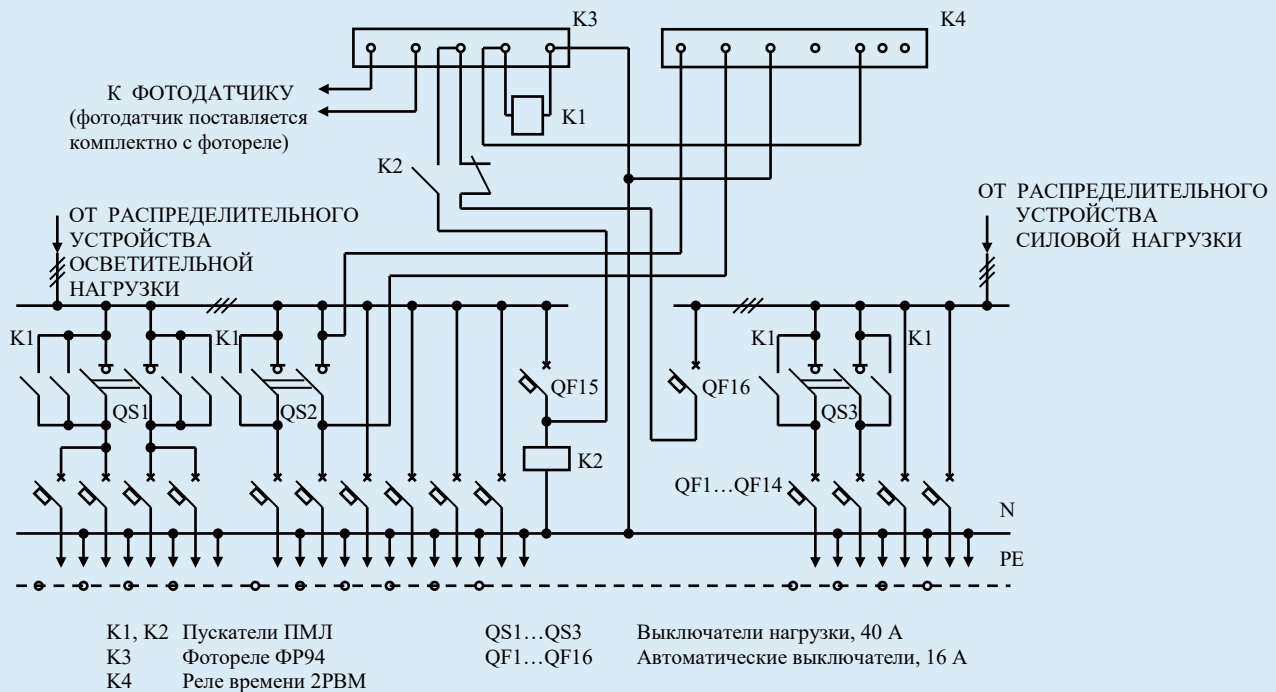 K3
K4
К ФОТОДАТЧИКУ
(фотодатчик поставляется
комплектно с фотореле)
K1
K2
ОТ РАСПРЕДЕЛИТЕЛЬНОГО
УСТРОЙСТВА
ОСВЕТИТЕЛЬНОЙ
НАГРУЗКИ
ОТ РАСПРЕДЕЛИТЕЛЬНОГО
УСТРОЙСТВА
СИЛОВОЙ НАГРУЗКИ
K1
K1
K1
K1
QS1
QS2
QF15
QF16
QS3
K2
QF1…QF14
N
PE
K1, K2 Пускатели ПМЛ
K3 Фотореле ФР94
K4 Реле времени 2РВМ
QS1…QS3 Выключатели нагрузки, 40 А
QF1…QF16 Автоматические выключатели, 16 А